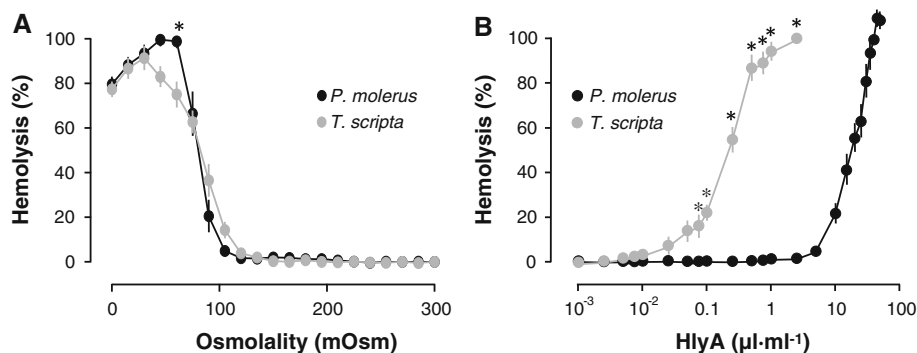 A
Hemolysis (%)
100
80
60
40
20
0
*
P. molerus
T. scripta
0
100
200
300
Osmolality (mOsm)
B
Hemolysis (%)
100
80
60
40
20
0
* * * *
*
* *
P. molerus
T. scripta
10⁻³
10⁻²
0.1
1
10
100
HlyA (µl·ml⁻¹)